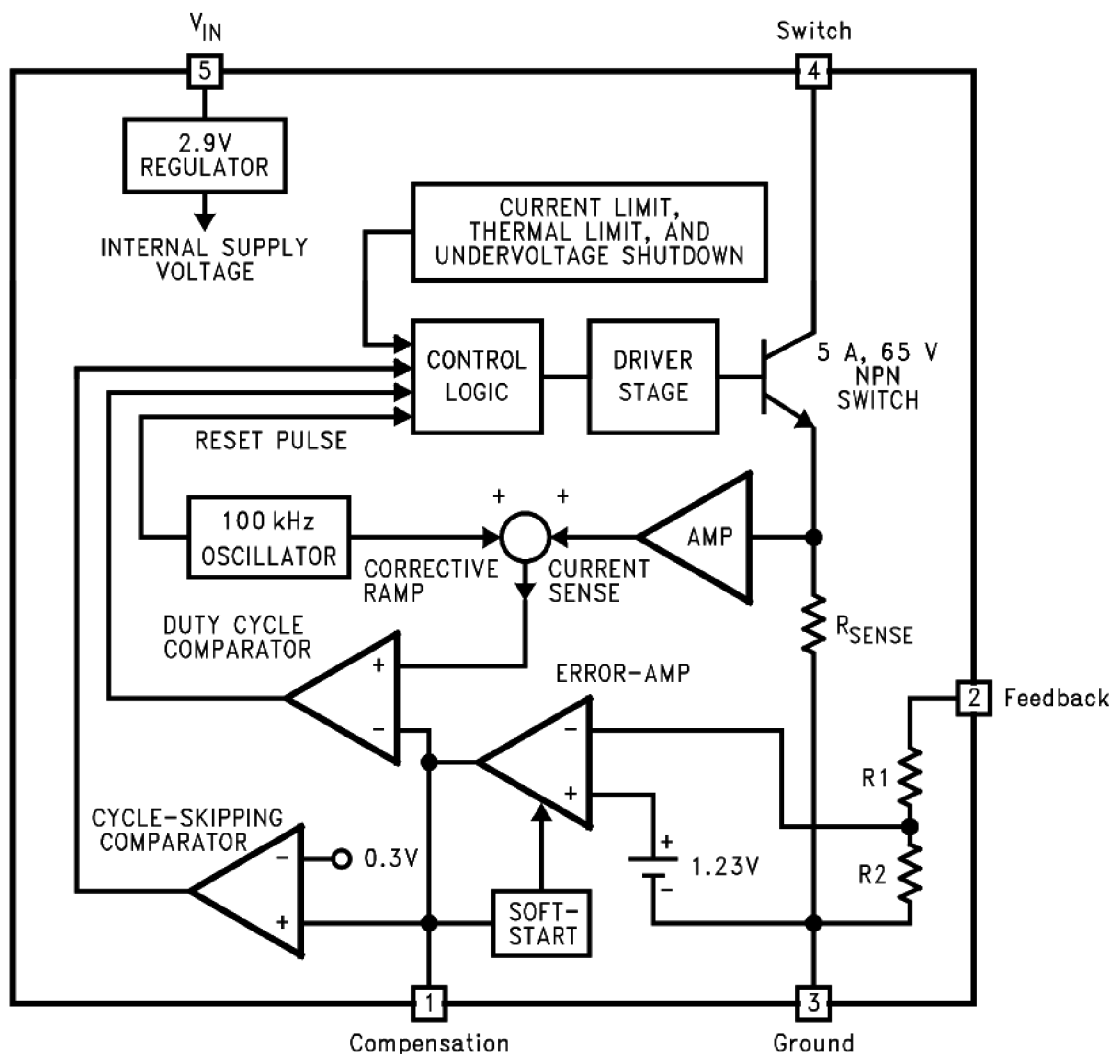 V_IN
Switch
5
4
2.9V
REGULATOR
INTERNAL SUPPLY
VOLTAGE
CURRENT LIMIT,
THERMAL LIMIT, AND
UNDERVOLTAGE SHUTDOWN
CONTROL
LOGIC
DRIVER
STAGE
5 A, 65 V
NPN
SWITCH
RESET PULSE
100 kHz
OSCILLATOR
+
+
AMP
CORRECTIVE
RAMP
CURRENT
SENSE
R_SENSE
DUTY CYCLE
COMPARATOR
+
-
ERROR-AMP
-
+
2
Feedback
R1
R2
CYCLE-SKIPPING
COMPARATOR
-
0.3V
+
SOFT-
START
+
1.23V
-
1
3
Compensation
Ground